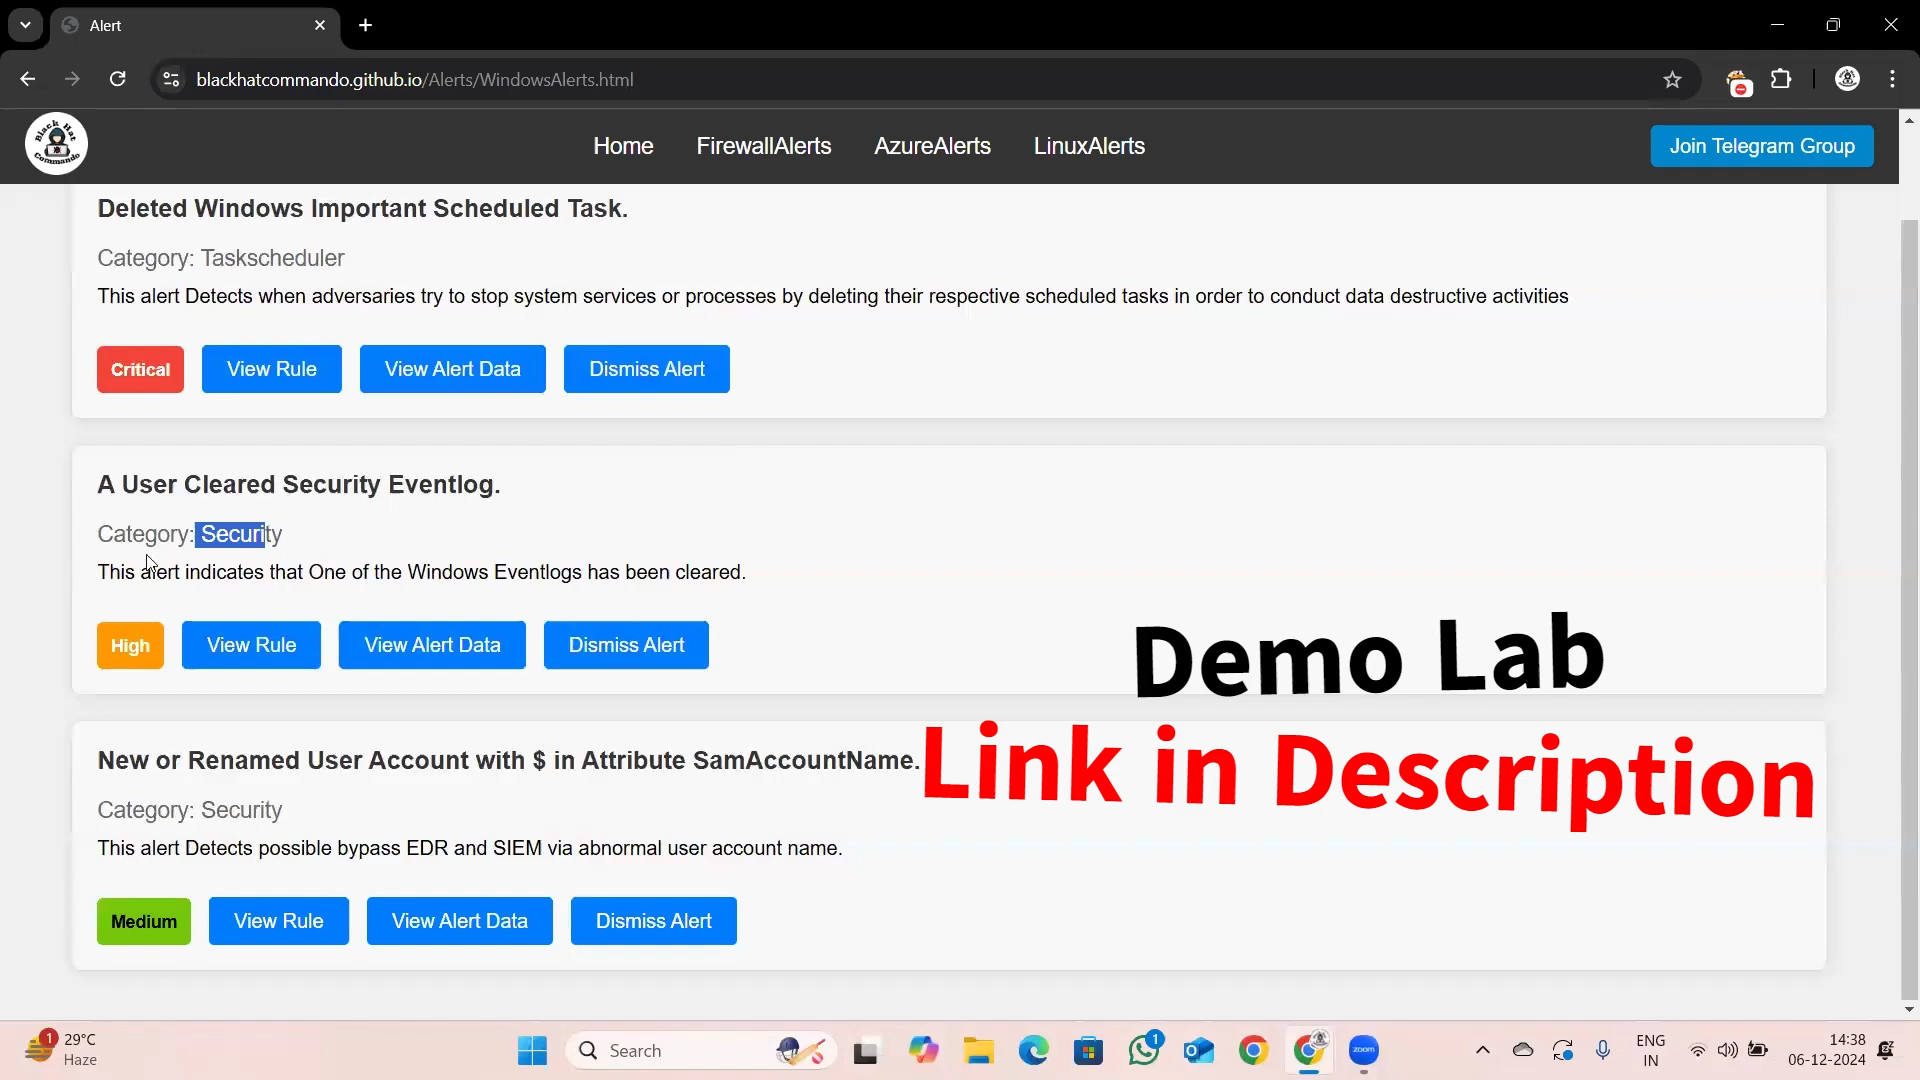 Alert
blackhatcommando.github.io/Alerts/WindowsAlerts.html
Black Hat Commando
Home FirewallAlerts AzureAlerts LinuxAlerts
Join Telegram Group
Deleted Windows Important Scheduled Task.
Category: Taskscheduler
This alert Detects when adversaries try to stop system services or processes by deleting their respective scheduled tasks in order to conduct data destructive activities
Critical View Rule View Alert Data Dismiss Alert
A User Cleared Security Eventlog.
Category: Security
This alert indicates that One of the Windows Eventlogs has been cleared.
High View Rule View Alert Data Dismiss Alert
Demo Lab
Link in Description
New or Renamed User Account with $ in Attribute SamAccountName.
Category: Security
This alert Detects possible bypass EDR and SIEM via abnormal user account name.
Medium View Rule View Alert Data Dismiss Alert
1
29°C
Haze
Search
1
zoom
ENG
IN
14:38
06-12-2024